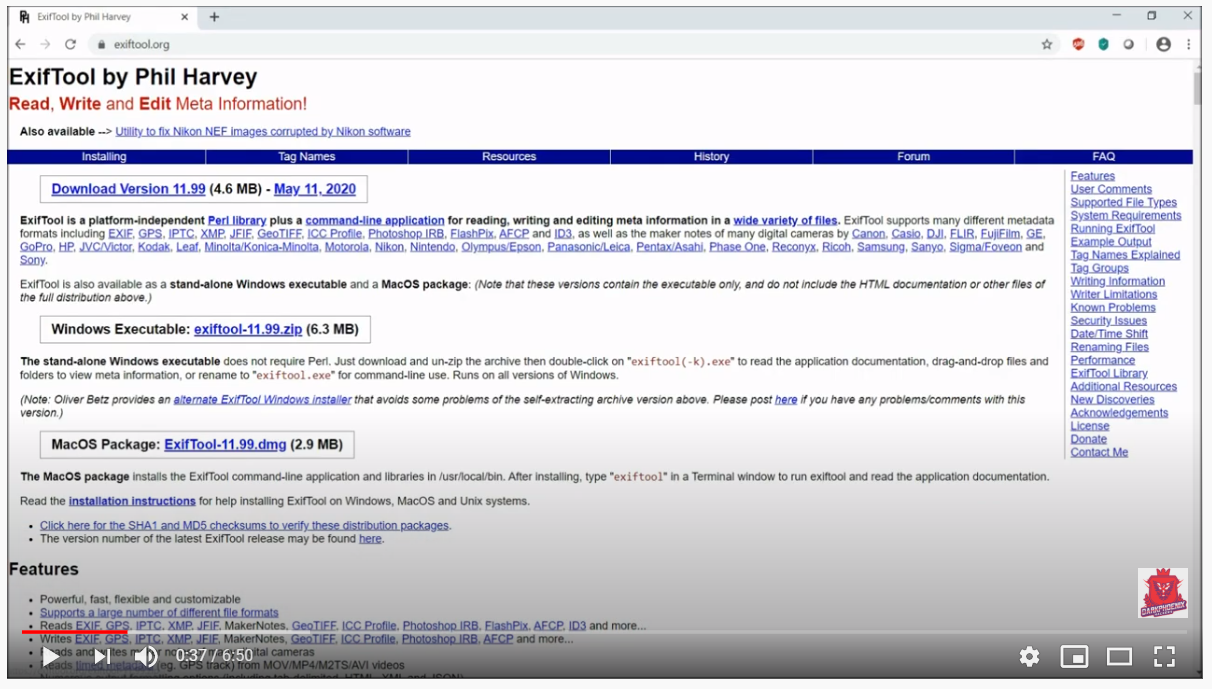 ExifTool by Phil Harvey
exiftool.org
ABP
ExifTool by Phil Harvey
Read, Write and Edit Meta Information!
Also available --> Utility to fix Nikon NEF images corrupted by Nikon software
Installing Tag Names Resources History Forum FAQ
Download Version 11.99 (4.6 MB) - May 11, 2020
ExifTool is a platform-independent Perl library plus a command-line application for reading, writing and editing meta information in a wide variety of files. ExifTool supports many different metadata
formats including EXIF, GPS, IPTC, XMP, JFIF, GeoTIFF, ICC Profile, Photoshop IRB, FlashPix, AFCP and ID3, as well as the maker notes of many digital cameras by Canon, Casio, DJI, FLIR, FujiFilm, GE,
GoPro, HP, JVC/Victor, Kodak, Leaf, Minolta/Konica-Minolta, Motorola, Nikon, Nintendo, Olympus/Epson, Panasonic/Leica, Pentax/Asahi, Phase One, Reconyx, Ricoh, Samsung, Sanyo, Sigma/Foveon and
Sony.
ExifTool is also available as a stand-alone Windows executable and a MacOS package: (Note that these versions contain the executable only, and do not include the HTML documentation or other files of
the full distribution above.)
Windows Executable: exiftool-11.99.zip (6.3 MB)
The stand-alone Windows executable does not require Perl. Just download and un-zip the archive then double-click on "exiftool(-k).exe" to read the application documentation, drag-and-drop files and
folders to view meta information, or rename to "exiftool.exe" for command-line use. Runs on all versions of Windows.
(Note: Oliver Betz provides an alternate ExifTool Windows installer that avoids some problems of the self-extracting archive version above. Please post here if you have any problems/comments with this
version.)
MacOS Package: ExifTool-11.99.dmg (2.9 MB)
The MacOS package installs the ExifTool command-line application and libraries in /usr/local/bin. After installing, type "exiftool" in a Terminal window to run exiftool and read the application documentation.
Read the installation instructions for help installing ExifTool on Windows, MacOS and Unix systems.
• Click here for the SHA1 and MD5 checksums to verify these distribution packages.
• The version number of the latest ExifTool release may be found here.
Features
User Comments
Supported File Types
System Requirements
Running ExifTool
Example Output
Tag Names Explained
Tag Groups
Writing Information
Writer Limitations
Known Problems
Security Issues
Date/Time Shift
Renaming Files
Performance
ExifTool Library
Additional Resources
New Discoveries
Acknowledgements
License
Donate
Contact Me
Features
• Powerful, fast, flexible and customizable
• Supports a large number of different file formats
• Reads EXIF, GPS, IPTC, XMP, JFIF, MakerNotes, GeoTIFF, ICC Profile, Photoshop IRB, FlashPix, AFCP, ID3 and more...
• Writes EXIF, GPS, IPTC, XMP, JFIF, MakerNotes, GeoTIFF, ICC Profile, Photoshop IRB, AFCP and more...
• Reads and digital cameras
• Reads timed metadata (eg. GPS track) from MOV/MP4/M2TS/AVI videos
• Numerous output formatting options (including tab-delimited, HTML, XML and JSON)
DARKPHOENIX
0:37 / 6:50